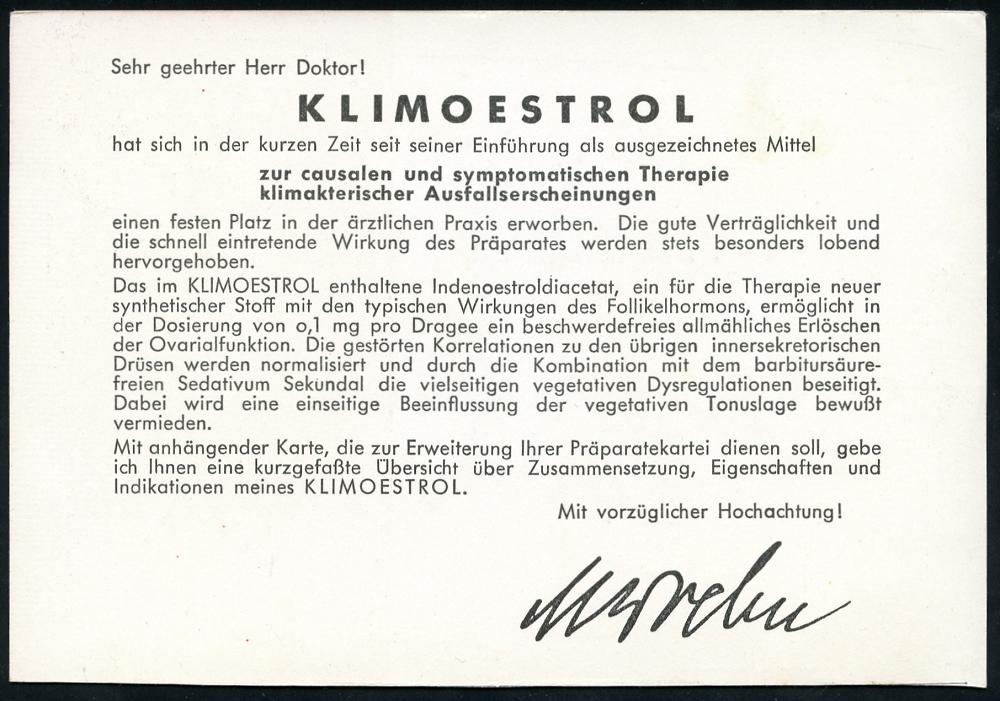 Sehr geehrter Herr Doktor!
KLIMOESTROL
hat sich in der kurzen Zeit seit seiner Einführung als ausgezeichnetes Mittel
zur causalen und symptomatischen Therapie
klimakterischer Ausfallserscheinungen
einen festen Platz in der ärztlichen Praxis erworben. Die gute Verträglichkeit und
die schnell eintretende Wirkung des Präparates werden stets besonders lobend
hervorgehoben.
Das im KLIMOESTROL enthaltene Indenoestroldiacetat, ein für die Therapie neuer
synthetischer Stoff mit den typischen Wirkungen des Follikelhormons, ermöglicht in
der Dosierung von 0,1 mg pro Dragee ein beschwerdefreies allmähliches Erlöschen
der Ovarialfunktion. Die gestörten Korrelationen zu den übrigen innersekretorischen
Drüsen werden normalisiert und durch die Kombination mit dem barbitursäure-
freien Sedativum Sekundal die vielseitigen vegetativen Dysregulationen beseitigt.
Dabei wird eine einseitige Beeinflussung der vegetativen Tonuslage bewußt
vermieden.
Mit anhängender Karte, die zur Erweiterung Ihrer Präparatekartei dienen soll, gebe
ich Ihnen eine kurzgefaßte Übersicht über Zusammensetzung, Eigenschaften und
Indikationen meines KLIMOESTROL.
Mit vorzüglicher Hochachtung!